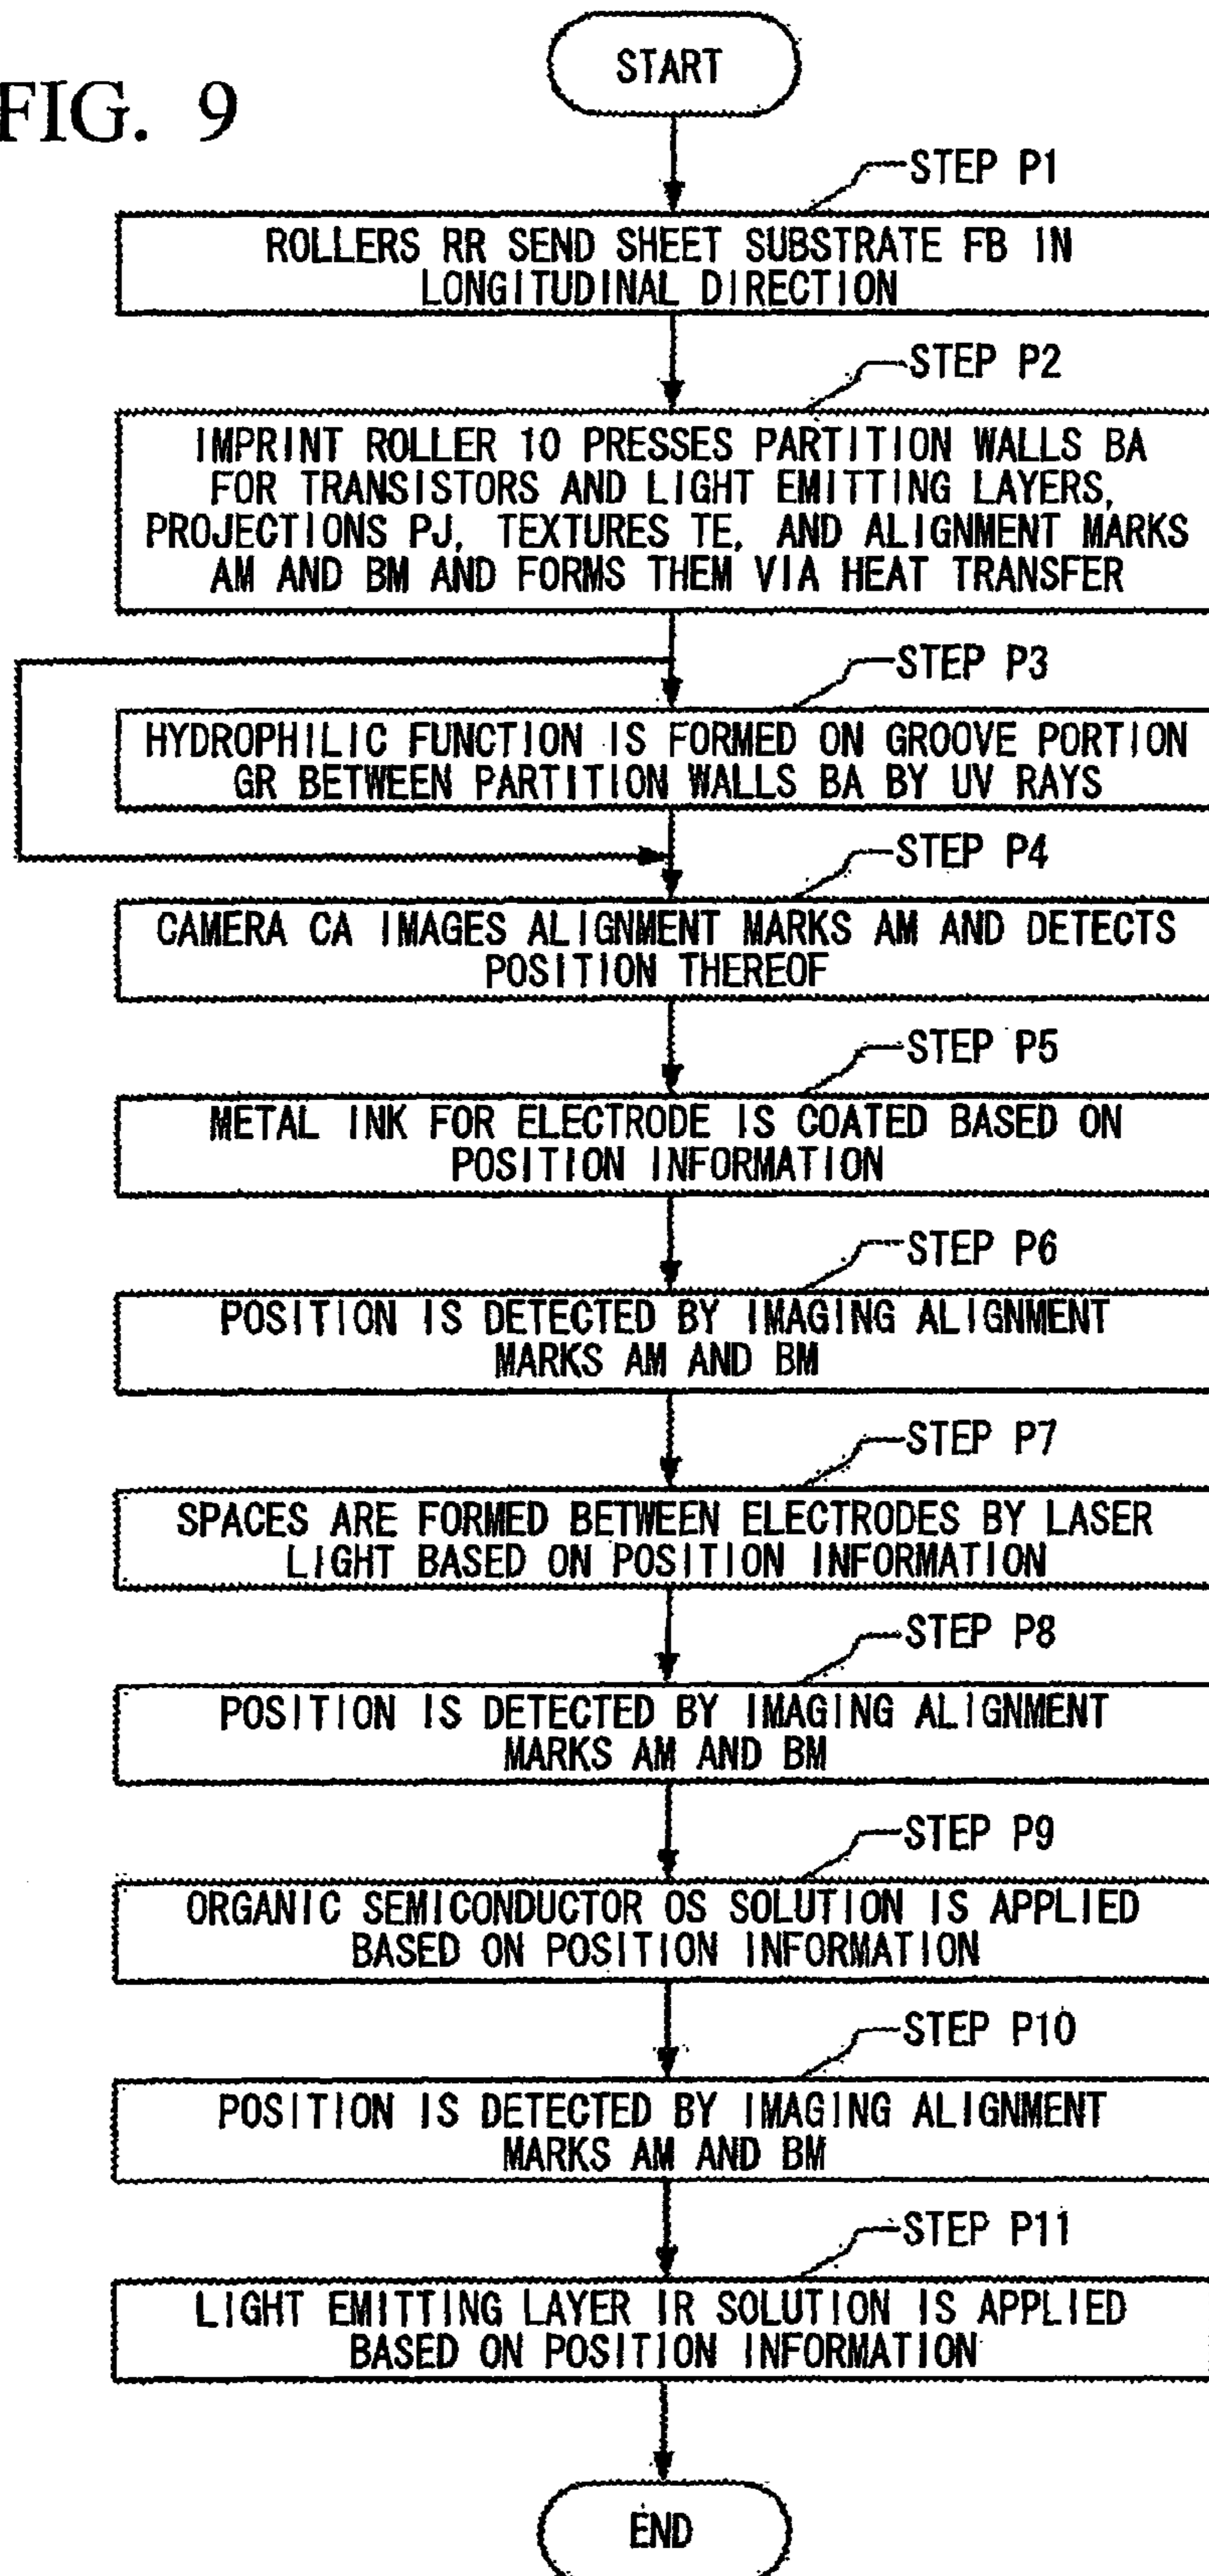 FIG. 9
START
STEP P1
ROLLERS RR SEND SHEET SUBSTRATE FB IN
LONGITUDINAL DIRECTION
STEP P2
IMPRINT ROLLER 10 PRESSES PARTITION WALLS BA
FOR TRANSISTORS AND LIGHT EMITTING LAYERS,
PROJECTIONS PJ, TEXTURES TE, AND ALIGNMENT MARKS
AM AND BM AND FORMS THEM VIA HEAT TRANSFER
STEP P3
HYDROPHILIC FUNCTION IS FORMED ON GROOVE PORTION
GR BETWEEN PARTITION WALLS BA BY UV RAYS
STEP P4
CAMERA CA IMAGES ALIGNMENT MARKS AM AND DETECTS
POSITION THEREOF
STEP P5
METAL INK FOR ELECTRODE IS COATED BASED ON
POSITION INFORMATION
STEP P6
POSITION IS DETECTED BY IMAGING ALIGNMENT
MARKS AM AND BM
STEP P7
SPACES ARE FORMED BETWEEN ELECTRODES BY LASER
LIGHT BASED ON POSITION INFORMATION
STEP P8
POSITION IS DETECTED BY IMAGING ALIGNMENT
MARKS AM AND BM
STEP P9
ORGANIC SEMICONDUCTOR OS SOLUTION IS APPLIED
BASED ON POSITION INFORMATION
STEP P10
POSITION IS DETECTED BY IMAGING ALIGNMENT
MARKS AM AND BM
STEP P11
LIGHT EMITTING LAYER IR SOLUTION IS APPLIED
BASED ON POSITION INFORMATION
END